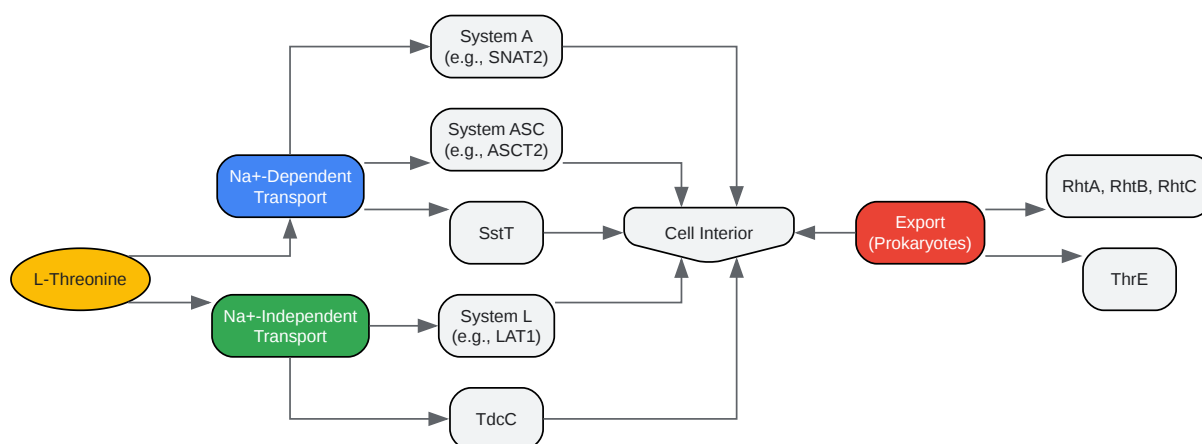 L-Threonine
Na+-Dependent
Transport
Na+-Independent
Transport
System A
(e.g., SNAT2)
System ASC
(e.g., ASCT2)
SstT
System L
(e.g., LAT1)
TdcC
Cell Interior
Export
(Prokaryotes)
RhtA, RhtB, RhtC
ThrE